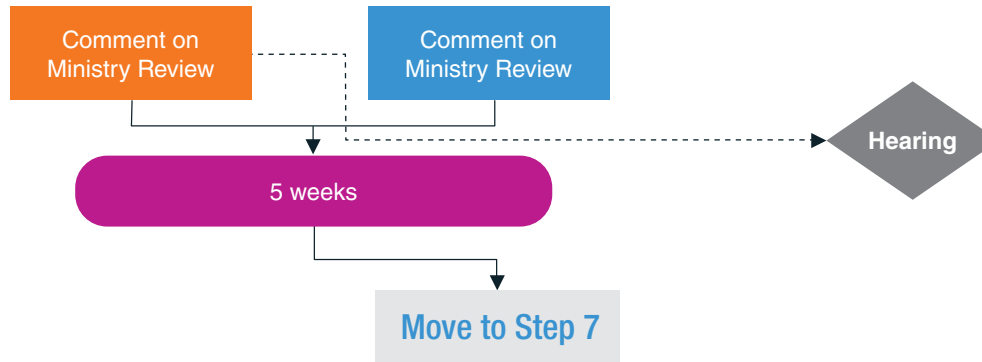 Comment on
Ministry Review
Comment on
Ministry Review
Hearing
5 weeks
Move to Step 7